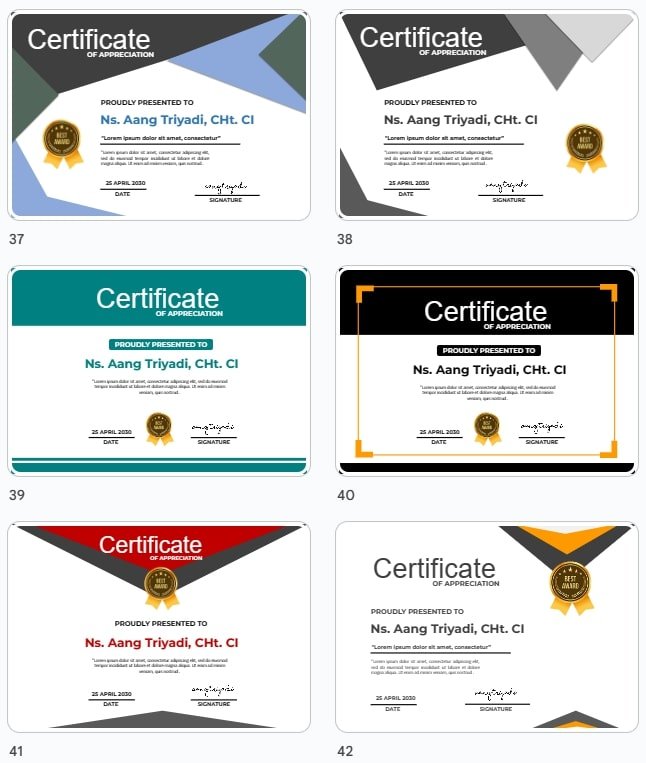 Certificate
OF APPRECIATION
PROUDLY PRESENTED TO
Ns. Aang Triyadi, CHt. CI
"Lorem ipsum dolor sit amet, consectetur"
"Lorem ipsum dolor sit amet, consectetur adipiscing elit,
sed do eiusmod tempor incididunt ut labore et dolore
magna aliqua. Ut enim ad minim veniam, quis nostrud .
BEST
AWARD
25 APRIL 2030
DATE
SIGNATURE
37
Certificate
OF APPRECIATION
PROUDLY PRESENTED TO
Ns. Aang Triyadi, CHt. CI
"Lorem ipsum dolor sit amet, consectetur"
"Lorem ipsum dolor sit amet, consectetur adipiscing elit,
sed do eiusmod tempor incididunt ut labore et dolore
magna aliqua. Ut enim ad minim veniam, quis nostrud .
BEST
AWARD
25 APRIL 2030
DATE
SIGNATURE
38
Certificate
OF APPRECIATION
PROUDLY PRESENTED TO
Ns. Aang Triyadi, CHt. CI
"Lorem ipsum dolor sit amet, consectetur adipiscing elit, sed do eiusmod
tempor incididunt ut labore et dolore magna aliqua. Ut enim ad minim
veniam, quis nostrud .
BEST
AWARD
25 APRIL 2030
DATE
SIGNATURE
39
Certificate
OF APPRECIATION
PROUDLY PRESENTED TO
Ns. Aang Triyadi, CHt. CI
"Lorem ipsum dolor sit amet, consectetur adipiscing elit, sed do eiusmod
tempor incididunt ut labore et dolore magna aliqua. Ut enim ad minim
veniam, quis nostrud .
BEST
AWARD
25 APRIL 2030
DATE
SIGNATURE
40
Certificate
OF APPRECIATION
BEST
AWARD
PROUDLY PRESENTED TO
Ns. Aang Triyadi, CHt. CI
"Lorem ipsum dolor sit amet, consectetur adipiscing elit, sed do eiusmod
tempor incididunt ut labore et dolore magna aliqua. Ut enim ad minim
veniam, quis nostrud .
25 APRIL 2030
DATE
SIGNATURE
41
Certificate
OF APPRECIATION
BEST
AWARD
PROUDLY PRESENTED TO
Ns. Aang Triyadi, CHt. CI
"Lorem ipsum dolor sit amet, consectetur"
"Lorem ipsum dolor sit amet, consectetur adipiscing elit,
sed do eiusmod tempor incididunt ut labore et dolore
magna aliqua. Ut enim ad minim veniam, quis nostrud .
25 APRIL 2030
DATE
SIGNATURE
42